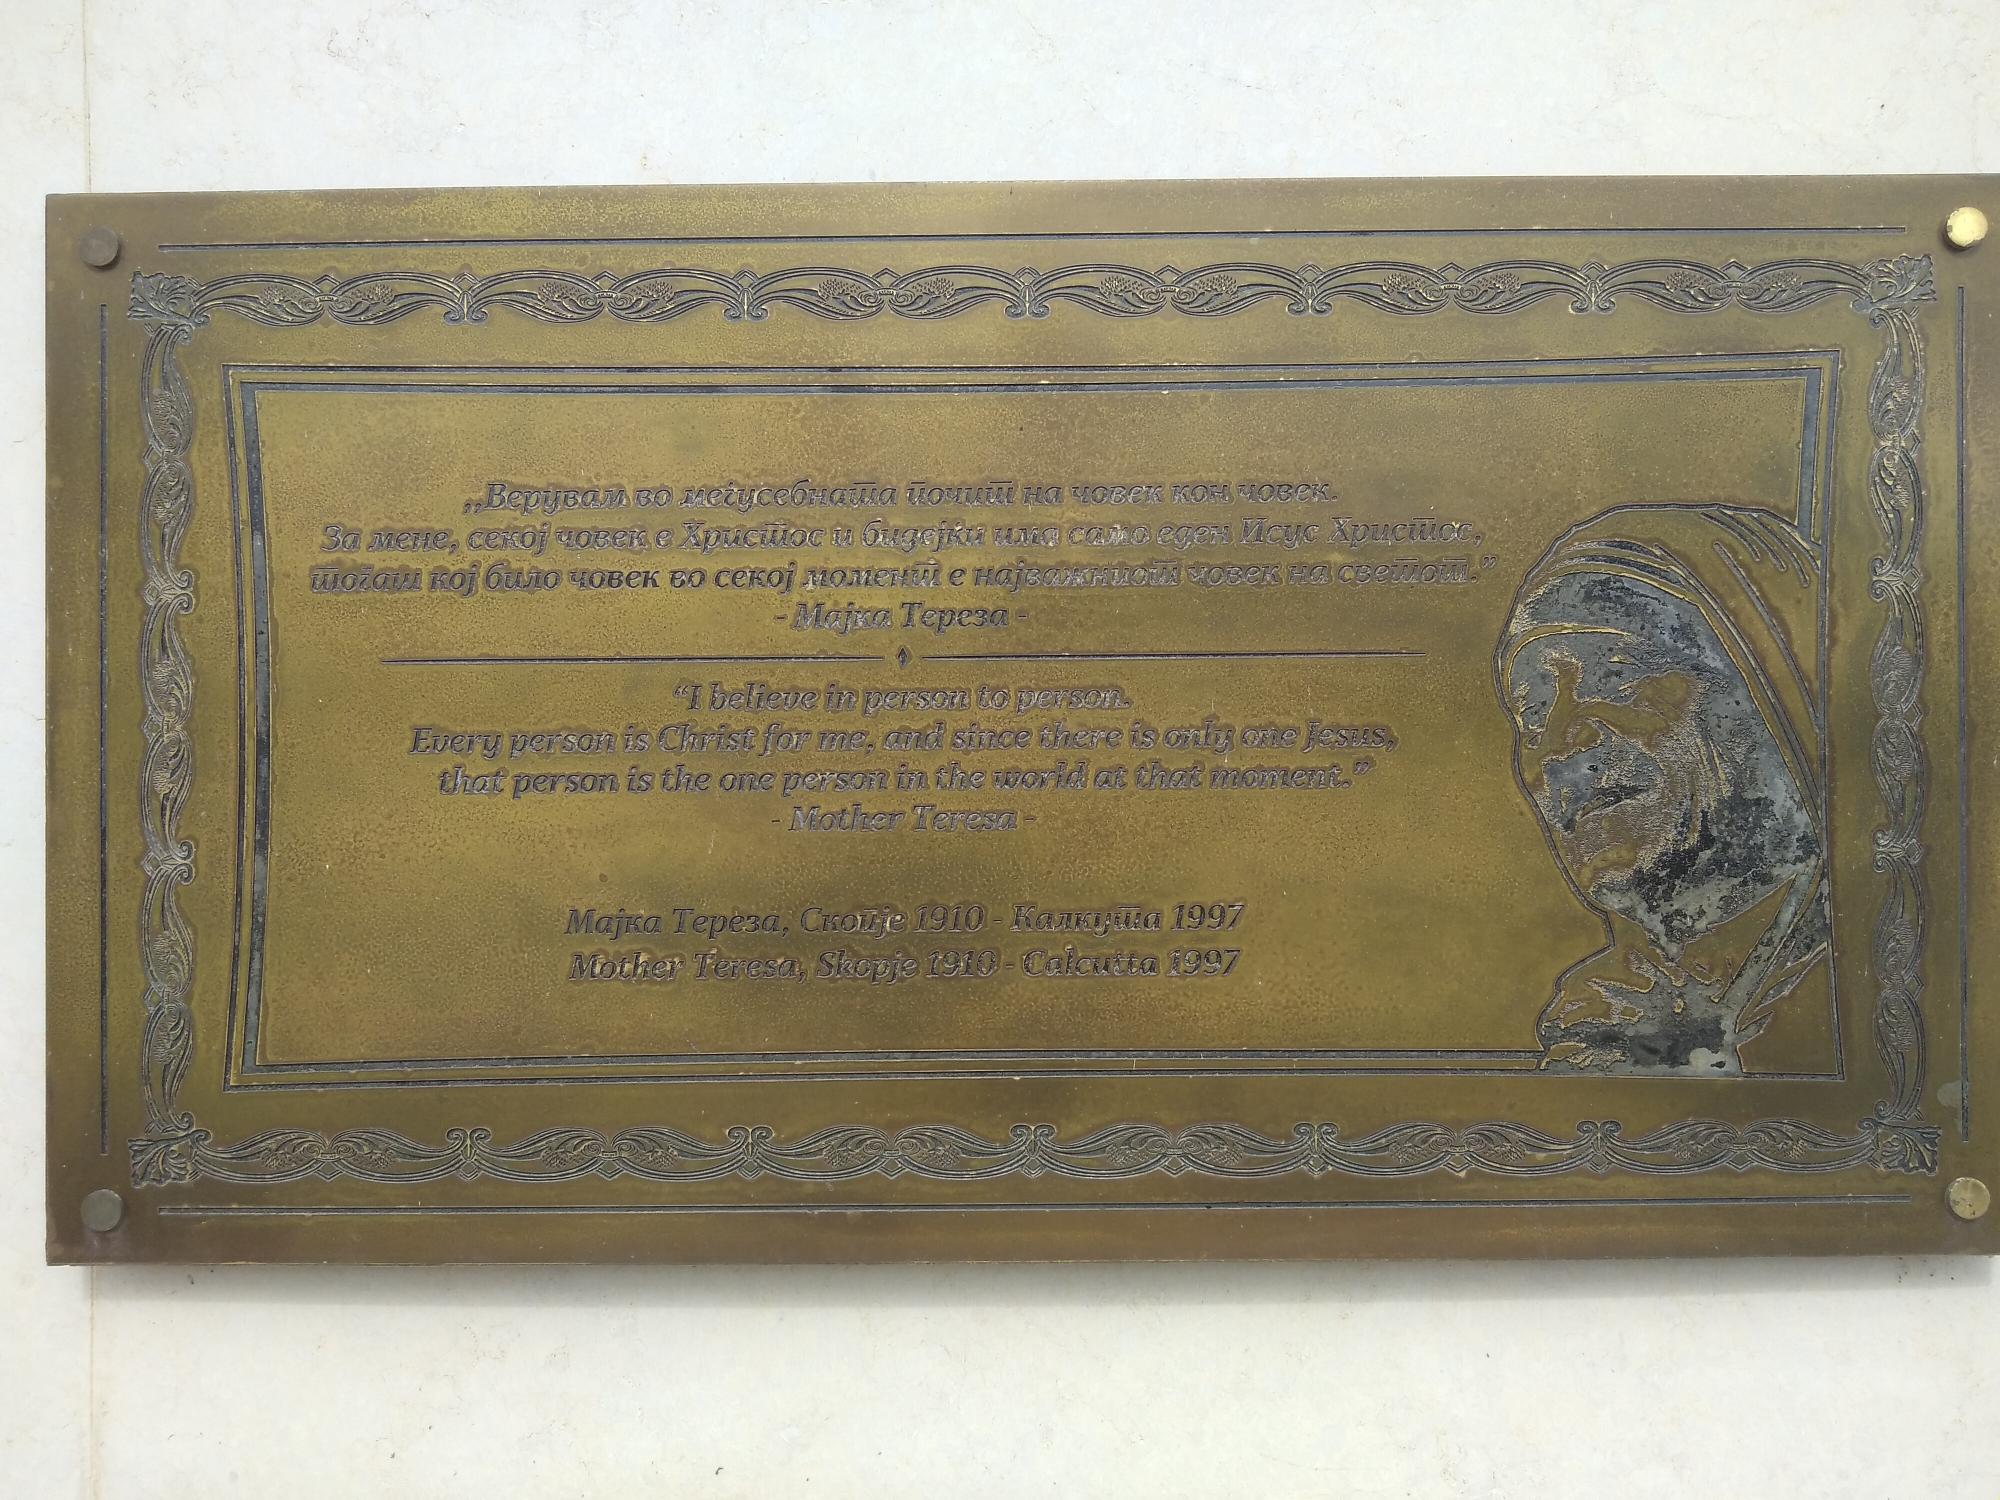 „Верувам во меѓусебната почит на човек кон човек.
За мене, секој човек е Христос и бидејќи има само еден Исус Христос,
тогаш кој било човек во секој момент е најважниот човек на светот.”
- Мајка Тереза -
“I believe in person to person.
Every person is Christ for me, and since there is only one Jesus,
that person is the one person in the world at that moment.”
- Mother Teresa -
Мајка Тереза, Скопје 1910 - Калкута 1997
Mother Teresa, Skopje 1910 - Calcutta 1997